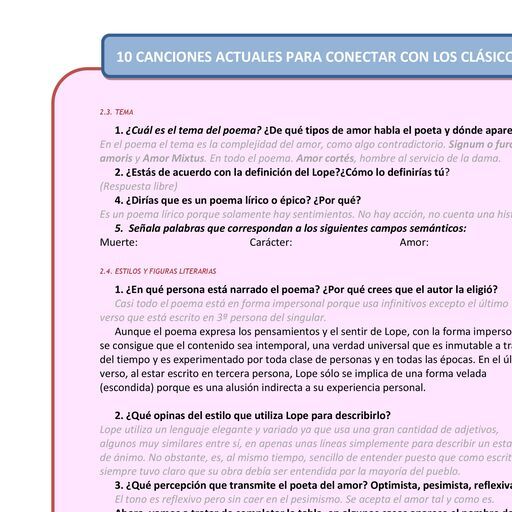 10 CANCIONES ACTUALES PARA CONECTAR CON LOS CLÁSICO
2.3. TEMA
1. ¿Cuál es el tema del poema? ¿De qué tipos de amor habla el poeta y dónde apare
En el poema el tema es la complejidad del amor, como algo contradictorio. Signum o furo
amoris y Amor Mixtus. En todo el poema. Amor cortés, hombre al servicio de la dama.
2. ¿Estás de acuerdo con la definición del Lope?¿Cómo lo definirías tú?
(Respuesta libre)
4. ¿Dirías que es un poema lírico o épico? ¿Por qué?
Es un poema lírico porque solamente hay sentimientos. No hay acción, no cuenta una hist
5. Señala palabras que correspondan a los siguientes campos semánticos:
Muerte: Carácter: Amor:
2.4. ESTILOS Y FIGURAS LITERARIAS
1. ¿En qué persona está narrado el poema? ¿Por qué crees que el autor la eligió?
Casi todo el poema está en forma impersonal porque usa infinitivos excepto el último
verso que está escrito en 3ª persona del singular.
Aunque el poema expresa los pensamientos y el sentir de Lope, con la forma imperso
se consigue que el contenido sea intemporal, una verdad universal que es inmutable a tra
del tiempo y es experimentado por toda clase de personas y en todas las épocas. En el úl
verso, al estar escrito en tercera persona, Lope sólo se implica de una forma velada
(escondida) porque es una alusión indirecta a su experiencia personal.
2. ¿Qué opinas del estilo que utiliza Lope para describirlo?
Lope utiliza un lenguaje elegante y variado ya que usa una gran cantidad de adjetivos,
algunos muy similares entre sí, en apenas unas líneas simplemente para describir un esta
de ánimo. No obstante, es, al mismo tiempo, sencillo de entender puesto que como escrit
siempre tuvo claro que su obra debía ser entendida por la mayoría del pueblo.
3. ¿Qué percepción que transmite el poeta del amor? Optimista, pesimista, reflexiva
El tono es reflexivo pero sin caer en el pesimismo. Se acepta el amor tal y como es.